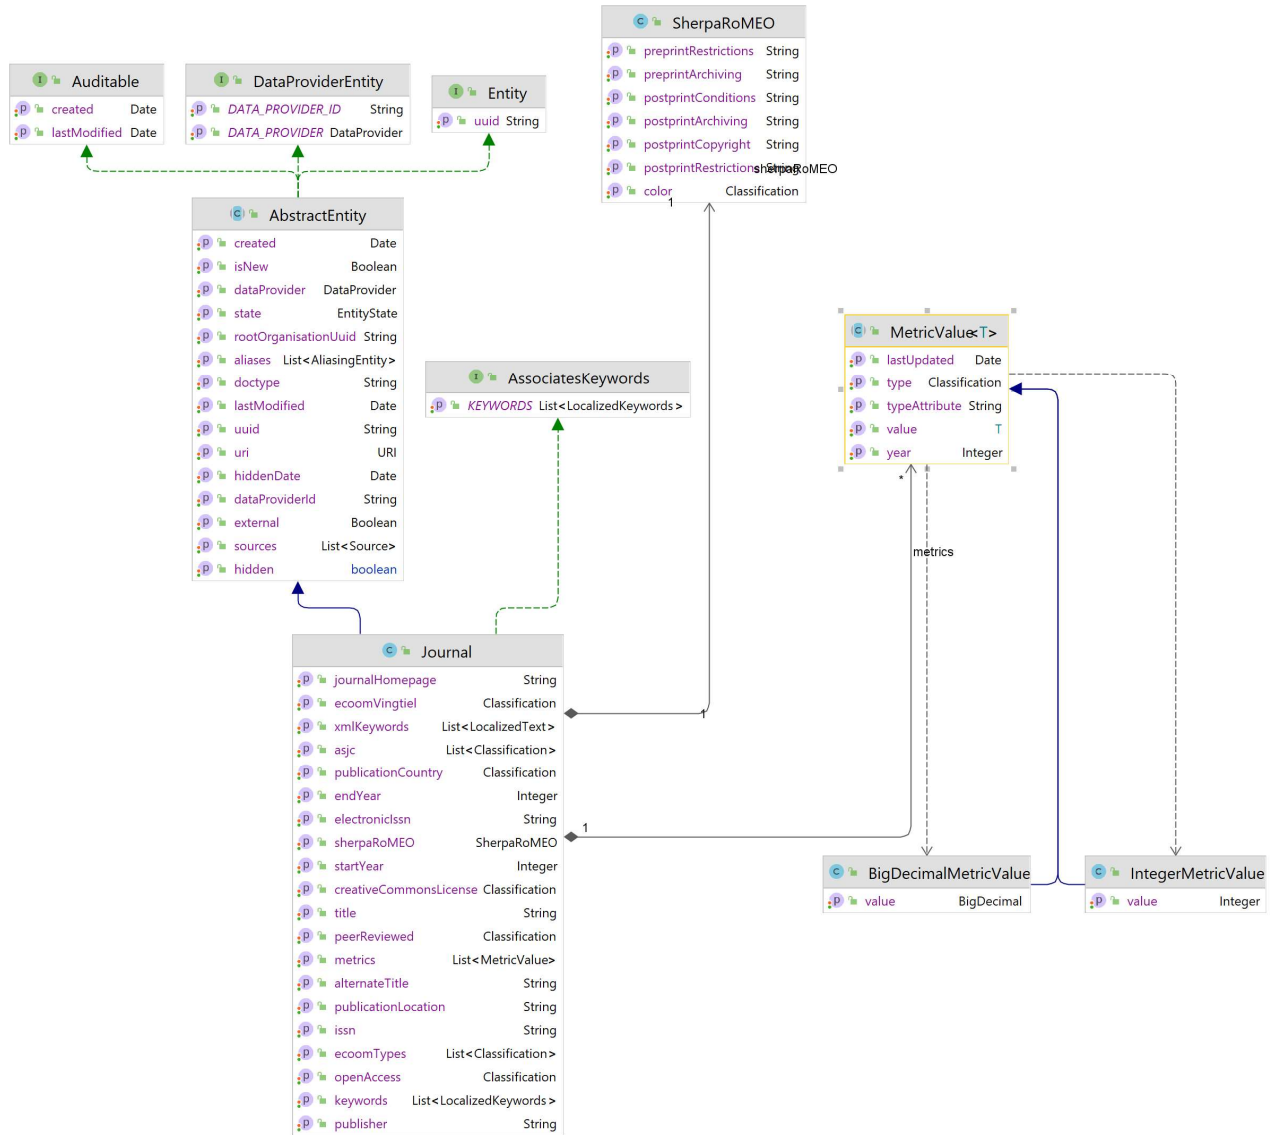 SherpaRoMEO
preprintRestrictions String
preprintArchiving String
postprintConditions String
postprintArchiving String
postprintCopyright String
postprintRestrictions String
sherpaRoMEO
color Classification
1
Auditable
created Date
lastModified Date
DataProviderEntity
DATA_PROVIDER_ID String
DATA_PROVIDER DataProvider
Entity
uuid String
AbstractEntity
created Date
isNew Boolean
dataProvider DataProvider
state EntityState
rootOrganisationUuid String
aliases List<AliasingEntity>
doctype String
lastModified Date
uuid String
uri URI
hiddenDate Date
dataProviderId String
external Boolean
sources List<Source>
hidden boolean
AssociatesKeywords
KEYWORDS List<LocalizedKeywords>
MetricValue<T>
lastUpdated Date
type Classification
typeAttribute String
value T
year Integer
*
metrics
Journal
journalHomepage String
ecoomVingtiel Classification
xmlKeywords List<LocalizedText>
asjc List<Classification>
publicationCountry Classification
endYear Integer
electronicIssn String
sherpaRoMEO SherpaRoMEO
startYear Integer
creativeCommonsLicense Classification
title String
peerReviewed Classification
metrics List<MetricValue>
alternateTitle String
publicationLocation String
issn String
ecoomTypes List<Classification>
openAccess Classification
keywords List<LocalizedKeywords>
publisher String
1
1
BigDecimalMetricValue
value BigDecimal
IntegerMetricValue
value Integer